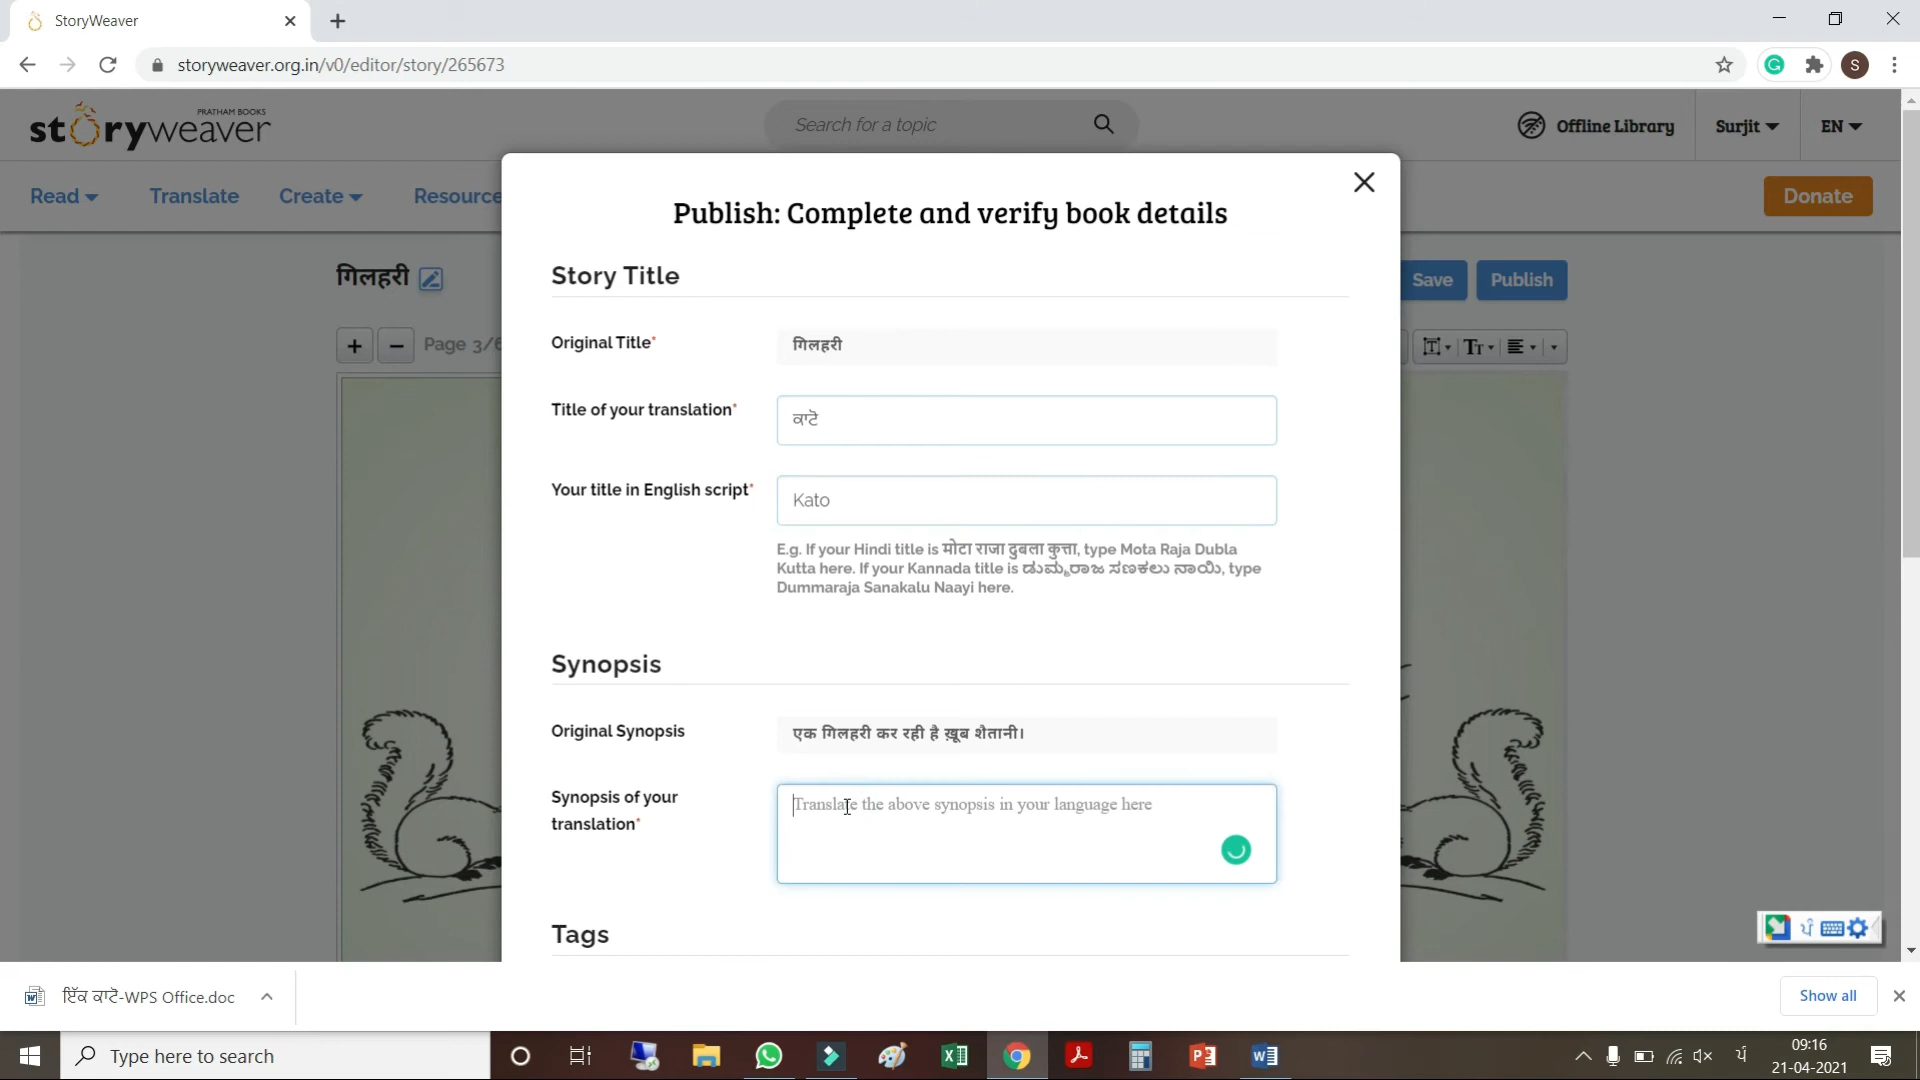 StoryWeaver
storyweaver.org.in/v0/editor/story/265673
S
PRATHAM BOOKS
storyweaver
Search for a topic
Offline Library
Surjit
EN
Read
Translate
Create
Resource
Donate
Publish: Complete and verify book details
गिलहरी
Save
Publish
Page 3/6
Story Title
Original Title*
गिलहरी
Title of your translation*
ਕਾਟੋ
Your title in English script*
Kato
E.g. If your Hindi title is मोटा राजा दुबला कुत्ता, type Mota Raja Dubla
Kutta here. If your Kannada title is ಡುಮ್ಮರಾಜ ಸಣಕಲು ನಾಯಿ, type
Dummaraja Sanakalu Naayi here.
Synopsis
Original Synopsis
एक गिलहरी कर रही है ख़ूब शैतानी।
Synopsis of your
translation*
Translate the above synopsis in your language here
Tags
ਪੰ
ਇੱਕ ਕਾਟੋ-WPS Office.doc
Show all
Type here to search
ਪੰ
09:16
21-04-2021